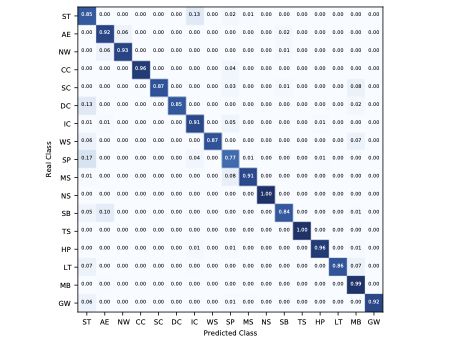 Real Class
ST 0.85 0.00 0.00 0.00 0.00 0.00 0.13 0.00 0.02 0.01 0.00 0.00 0.00 0.00 0.00 0.00 0.00
AE 0.00 0.92 0.06 0.00 0.00 0.00 0.00 0.00 0.00 0.00 0.00 0.02 0.00 0.00 0.00 0.00 0.00
NW 0.00 0.06 0.93 0.00 0.00 0.00 0.00 0.00 0.00 0.00 0.00 0.01 0.00 0.00 0.00 0.00 0.00
CC 0.00 0.00 0.00 0.96 0.00 0.00 0.00 0.00 0.04 0.00 0.00 0.00 0.00 0.00 0.00 0.00 0.00
SC 0.00 0.00 0.00 0.00 0.87 0.00 0.00 0.00 0.03 0.00 0.00 0.01 0.00 0.00 0.00 0.08 0.00
DC 0.13 0.00 0.00 0.00 0.00 0.85 0.00 0.00 0.00 0.00 0.00 0.00 0.00 0.00 0.00 0.02 0.00
IC 0.01 0.01 0.00 0.00 0.00 0.00 0.91 0.00 0.05 0.00 0.00 0.00 0.00 0.01 0.00 0.00 0.00
WS 0.06 0.00 0.00 0.00 0.00 0.00 0.00 0.87 0.00 0.00 0.00 0.00 0.00 0.00 0.00 0.07 0.00
SP 0.17 0.00 0.00 0.00 0.00 0.00 0.04 0.00 0.77 0.01 0.00 0.00 0.00 0.01 0.00 0.00 0.00
MS 0.01 0.00 0.00 0.00 0.00 0.00 0.00 0.00 0.08 0.91 0.00 0.00 0.00 0.00 0.00 0.00 0.00
NS 0.00 0.00 0.00 0.00 0.00 0.00 0.00 0.00 0.00 0.00 1.00 0.00 0.00 0.00 0.00 0.00 0.00
SB 0.05 0.10 0.00 0.00 0.00 0.00 0.00 0.00 0.00 0.00 0.00 0.84 0.00 0.00 0.00 0.01 0.00
TS 0.00 0.00 0.00 0.00 0.00 0.00 0.00 0.00 0.00 0.00 0.00 0.00 1.00 0.00 0.00 0.00 0.00
HP 0.00 0.00 0.00 0.00 0.00 0.00 0.01 0.00 0.01 0.00 0.00 0.00 0.00 0.96 0.00 0.01 0.00
LT 0.07 0.00 0.00 0.00 0.00 0.00 0.00 0.00 0.00 0.00 0.00 0.00 0.00 0.00 0.86 0.07 0.00
MB 0.00 0.00 0.00 0.00 0.00 0.00 0.00 0.00 0.00 0.00 0.00 0.00 0.00 0.00 0.00 0.99 0.00
GW 0.06 0.00 0.00 0.00 0.00 0.00 0.00 0.00 0.01 0.00 0.00 0.00 0.00 0.00 0.00 0.00 0.92
ST AE NW CC SC DC IC WS SP MS NS SB TS HP LT MB GW
Predicted Class